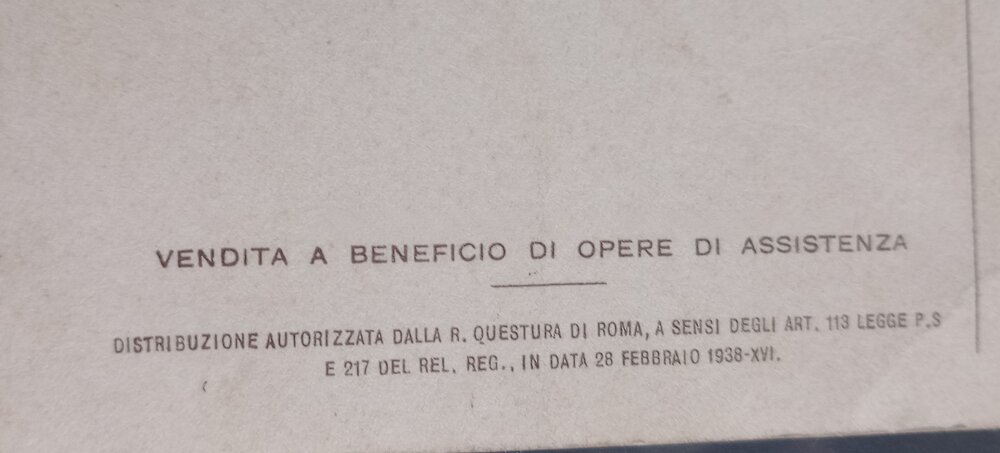 VENDITA A BENEFICIO DI OPERE DI ASSISTENZA
DISTRIBUZIONE AUTORIZZATA DALLA R. QUESTURA DI ROMA, A SENSI DEGLI ART. 113 LEGGE P.S
E 217 DEL REL. REG., IN DATA 28 FEBBRAIO 1938-XVI.